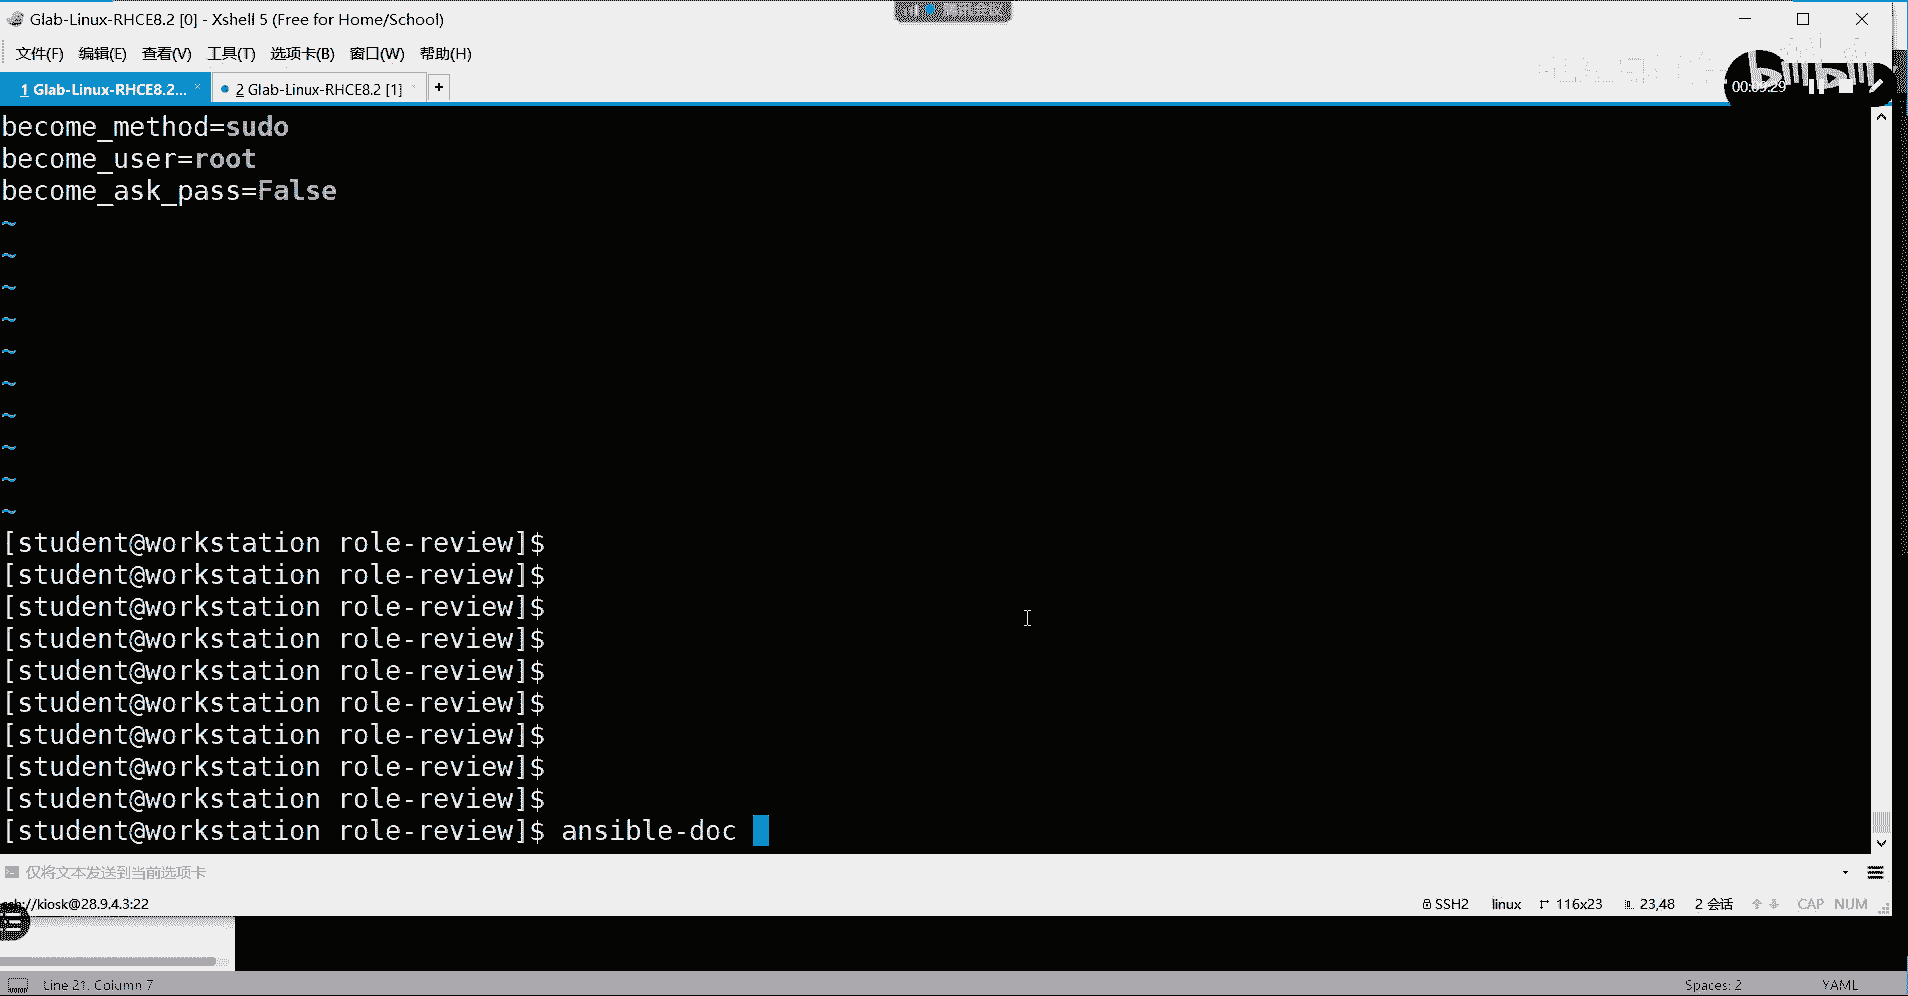 Glab-Linux-RHCE8.2 [0] - Xshell 5 (Free for Home/School)
文件(F) 编辑(E) 查看(V) 工具(T) 选项卡(B) 窗口(W) 帮助(H)
1 Glab-Linux-RHCE8.2... × 2 Glab-Linux-RHCE8.2 [1] +
become_method=sudo
become_user=root
become_ask_pass=False
~
~
~
~
~
~
~
~
~
~
[student@workstation role-review]$
[student@workstation role-review]$
[student@workstation role-review]$
[student@workstation role-review]$
[student@workstation role-review]$
[student@workstation role-review]$
[student@workstation role-review]$
[student@workstation role-review]$
[student@workstation role-review]$
[student@workstation role-review]$ ansible-doc
仅将文本发送到当前选项卡
://kiosk@28.9.4.3:22 SSH2 linux 116x23 23,48 2 会话 CAP NUM
Line 21, Column 7 Spaces: 2 YAML